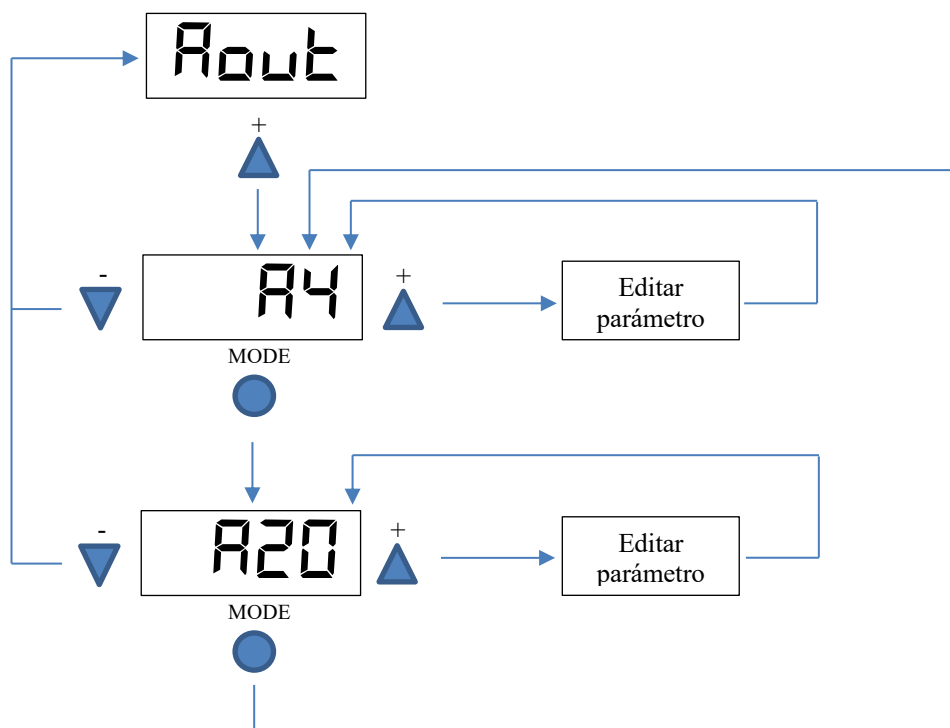 Aout
+
- A4 + Editar
parámetro
MODE
- A20 + Editar
parámetro
MODE